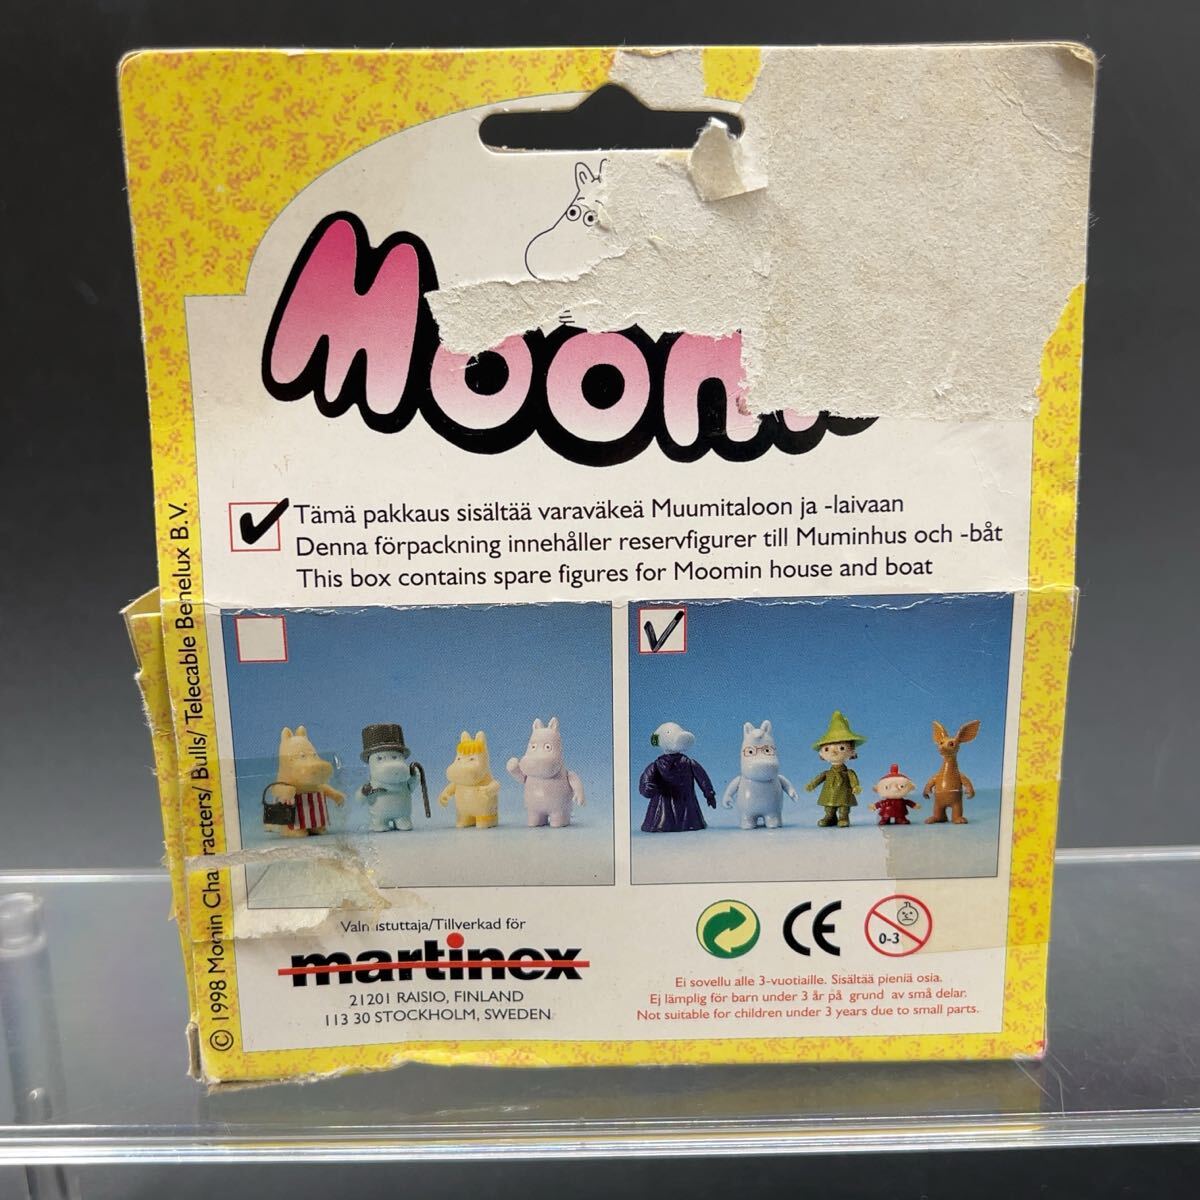 Moom
Tämä pakkaus sisältää varaväkeä Muumitaloon ja -laivaan
Denna förpackning innehåller reservfigurer till Muminhus och -båt
This box contains spare figures for Moomin house and boat
© 1998 Moomin Characters/ Bulls/ Telecable Benelux B.V.
Valm istuttaja/Tillverkad för
martinex
21201 RAISIO, FINLAND
113 30 STOCKHOLM, SWEDEN
CE
0-3
Ei sovellu alle 3-vuotiaille. Sisältää pieniä osia.
Ej lämplig för barn under 3 år på grund av små delar.
Not suitable for children under 3 years due to small parts.